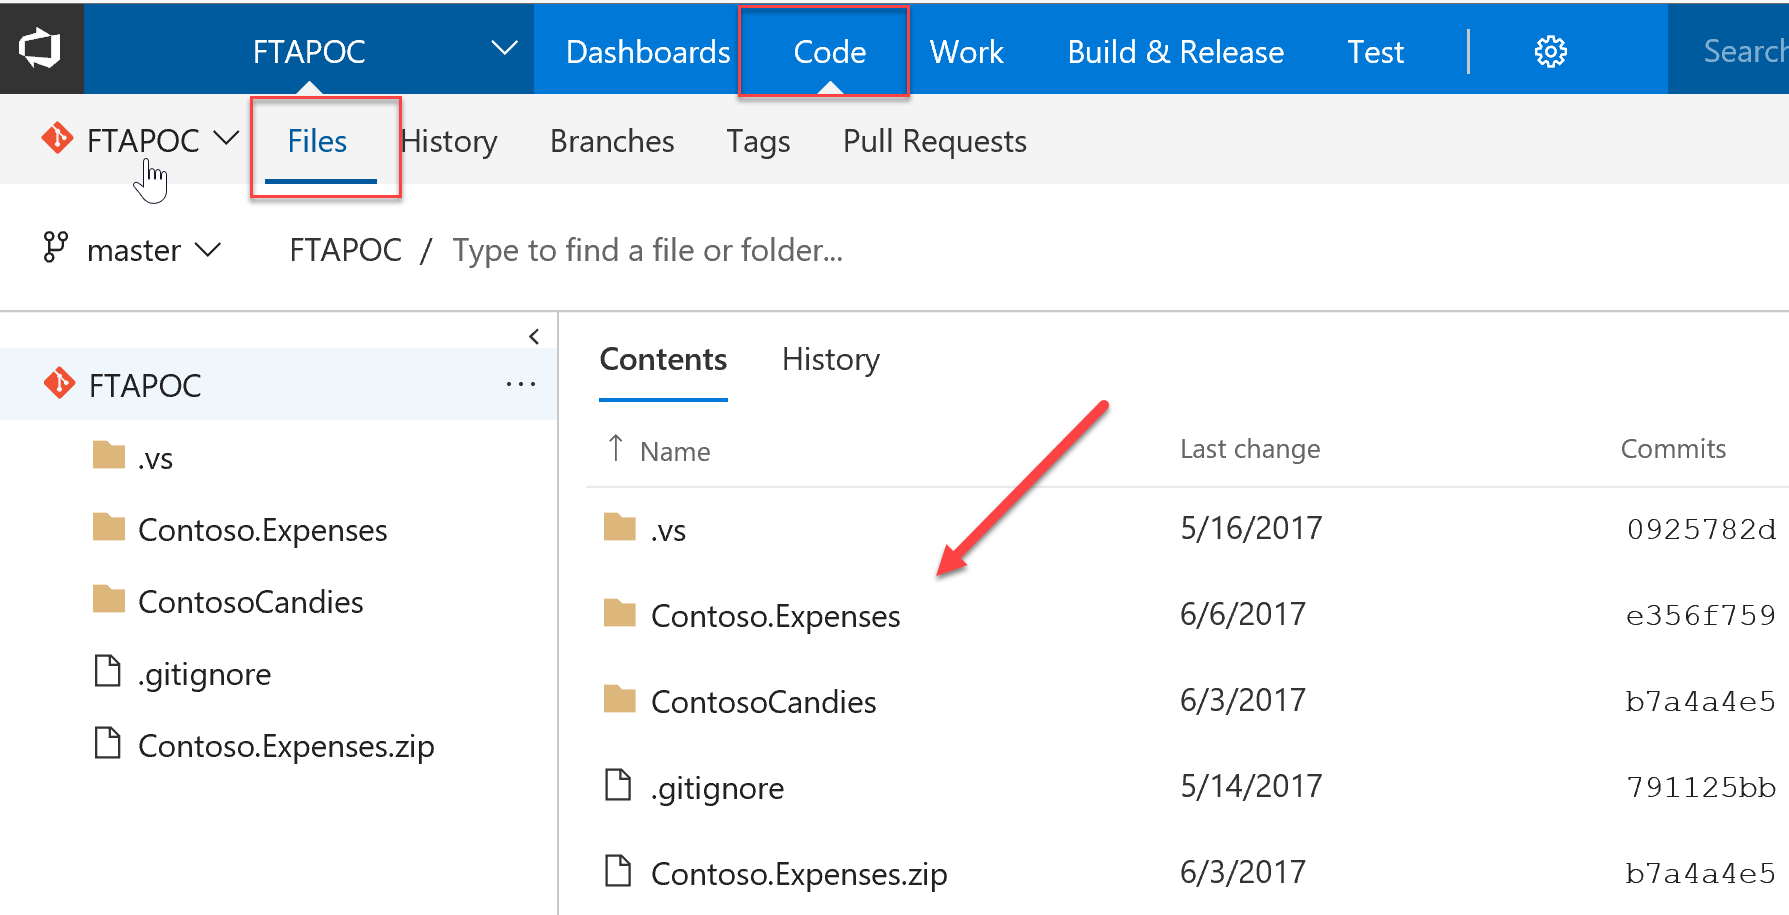 FTAPOC Dashboards Code Work Build & Release Test Search
FTAPOC Files History Branches Tags Pull Requests
master FTAPOC / Type to find a file or folder...
FTAPOC
.vs
Contoso.Expenses
ContosoCandies
.gitignore
Contoso.Expenses.zip
Contents History
Name Last change Commits
.vs 5/16/2017 0925782d
Contoso.Expenses 6/6/2017 e356f759
ContosoCandies 6/3/2017 b7a4a4e5
.gitignore 5/14/2017 791125bb
Contoso.Expenses.zip 6/3/2017 b7a4a4e5